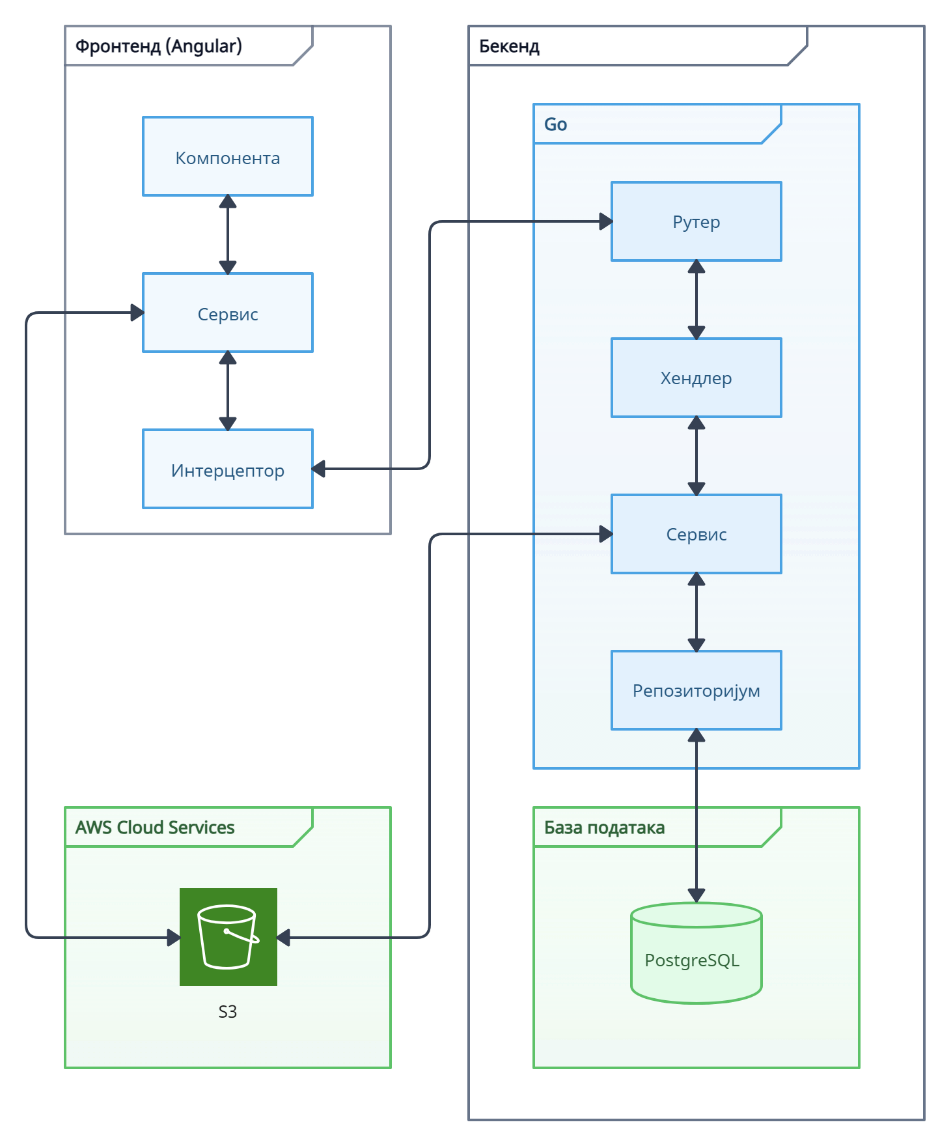 Фронтенд (Angular)
Компонента
Сервис
Интерцептор
Бекенд
Go
Рутер
Хендлер
Сервис
Репозиторијум
AWS Cloud Services
S3
База података
PostgreSQL